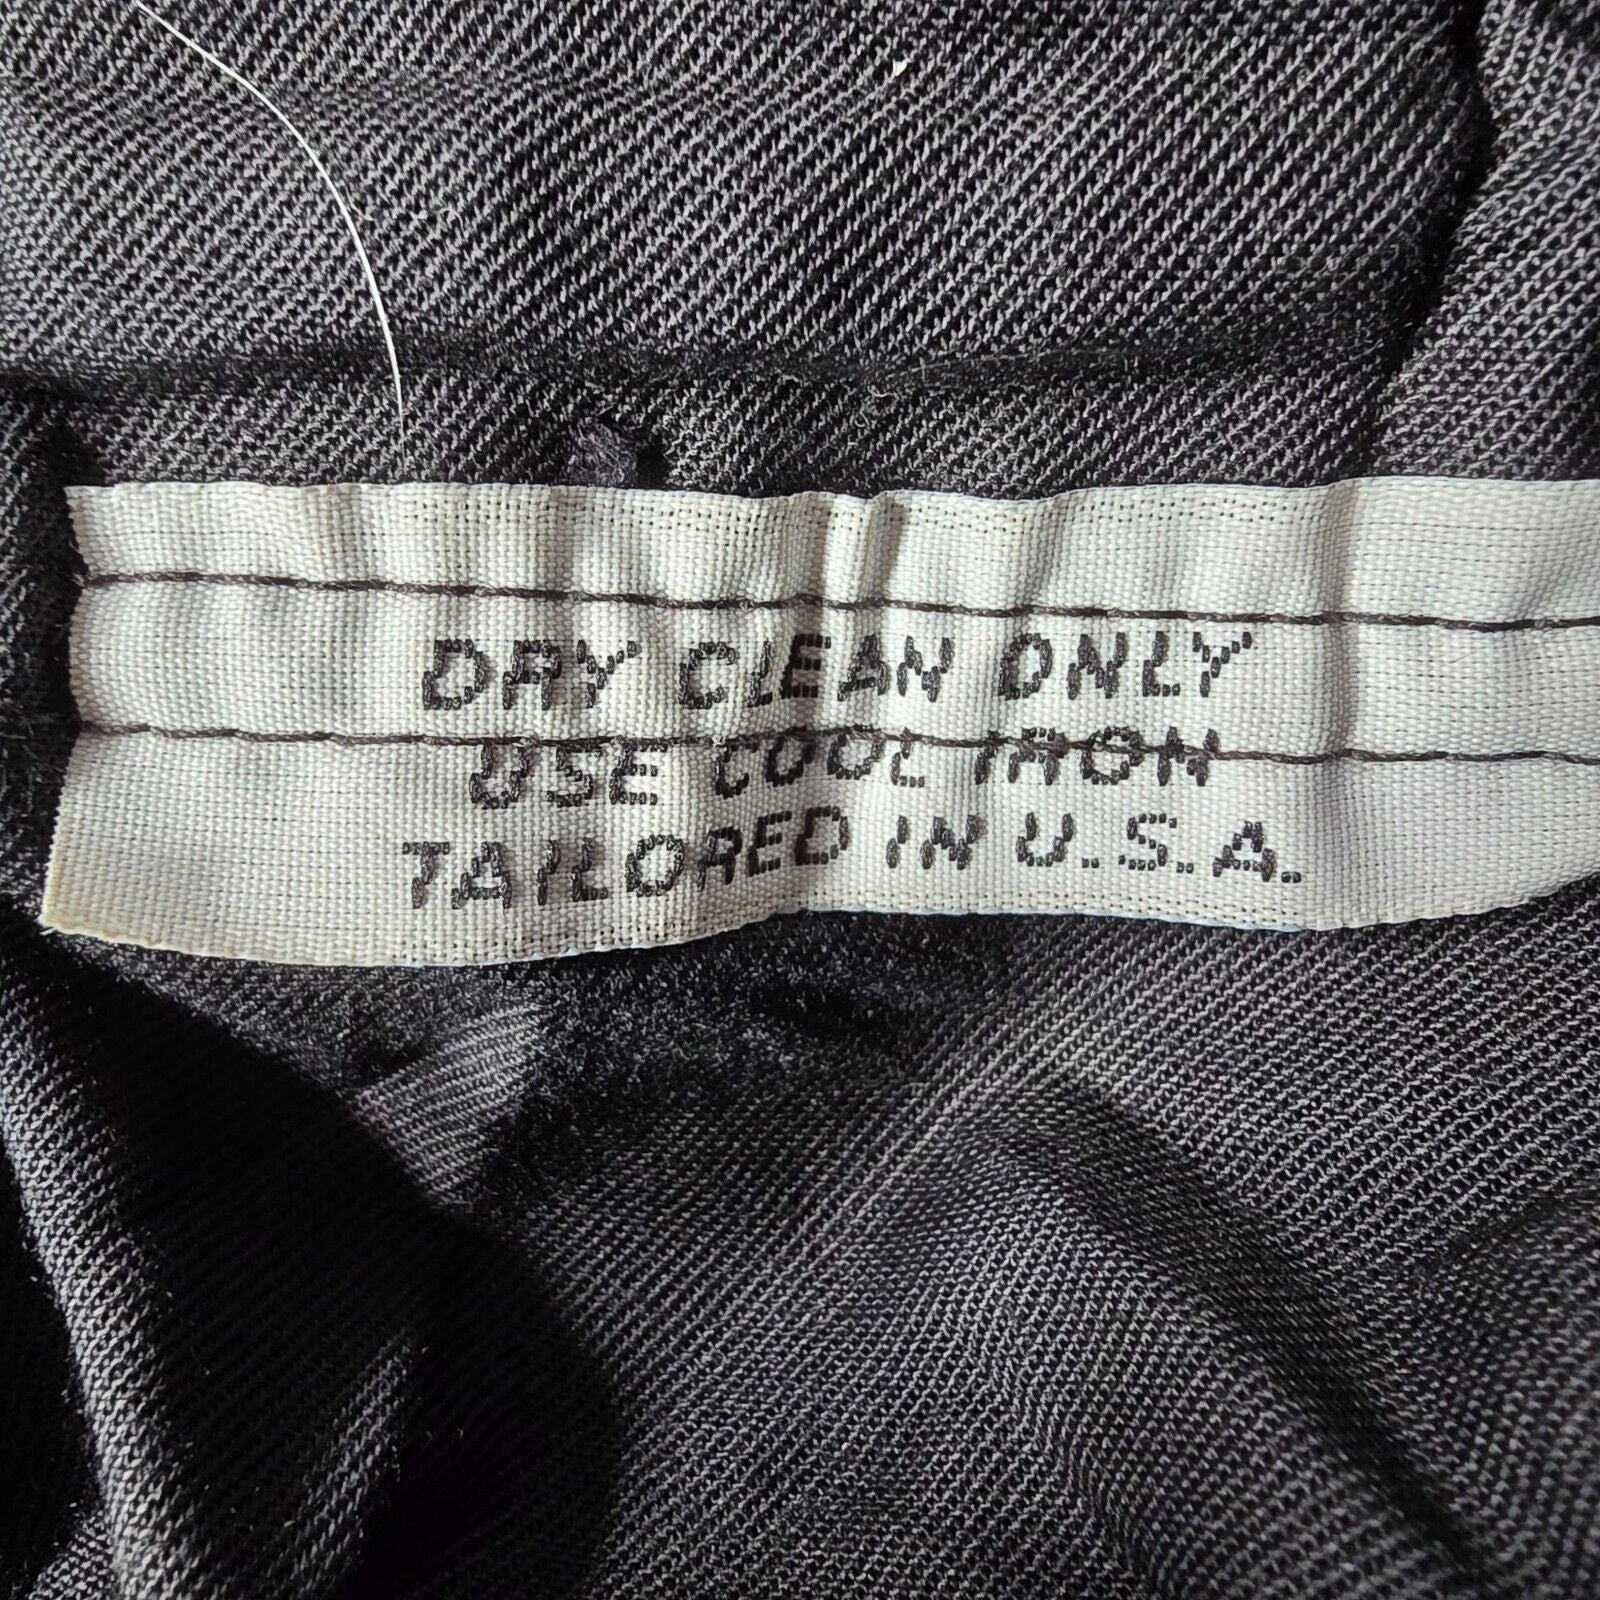 DRY CLEAN ONLY
USE COOL IRON
TAILORED IN U.S.A.